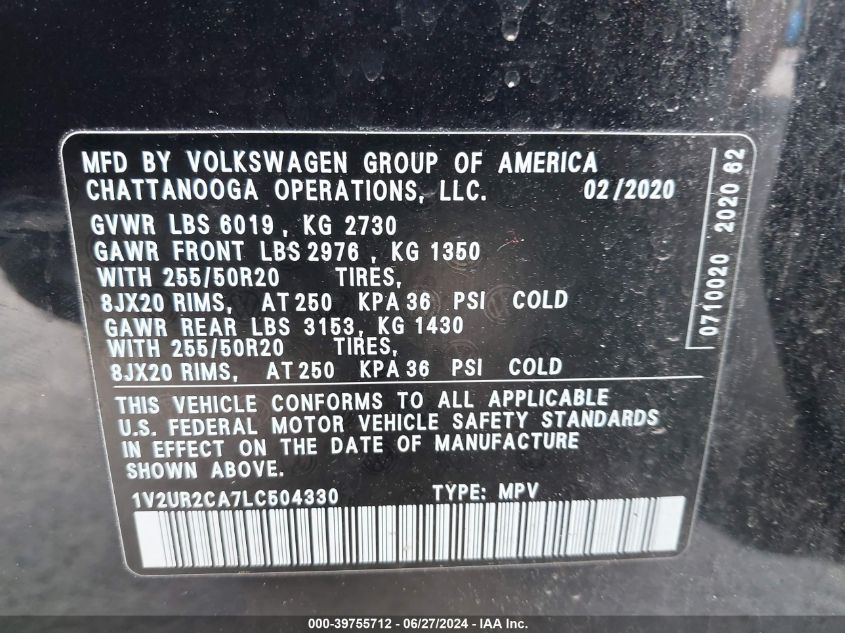 MFD BY VOLKSWAGEN GROUP OF AMERICA
CHATTANOOGA OPERATIONS, LLC. 02/2020
GVWR LBS 6019, KG 2730
GAWR FRONT LBS 2976, KG 1350
WITH 255/50R20 TIRES,
8JX20 RIMS, AT 250 KPA 36 PSI COLD
GAWR REAR LBS 3153, KG 1430
WITH 255/50R20 TIRES,
8JX20 RIMS, AT 250 KPA 36 PSI COLD
THIS VEHICLE CONFORMS TO ALL APPLICABLE
U.S. FEDERAL MOTOR VEHICLE SAFETY STANDARDS
IN EFFECT ON THE DATE OF MANUFACTURE
SHOWN ABOVE.
1V2UR2CA7LC504330 TYPE: MPV
0710020 2020 62
000-39755712 - 06/27/2024 - IAA Inc.